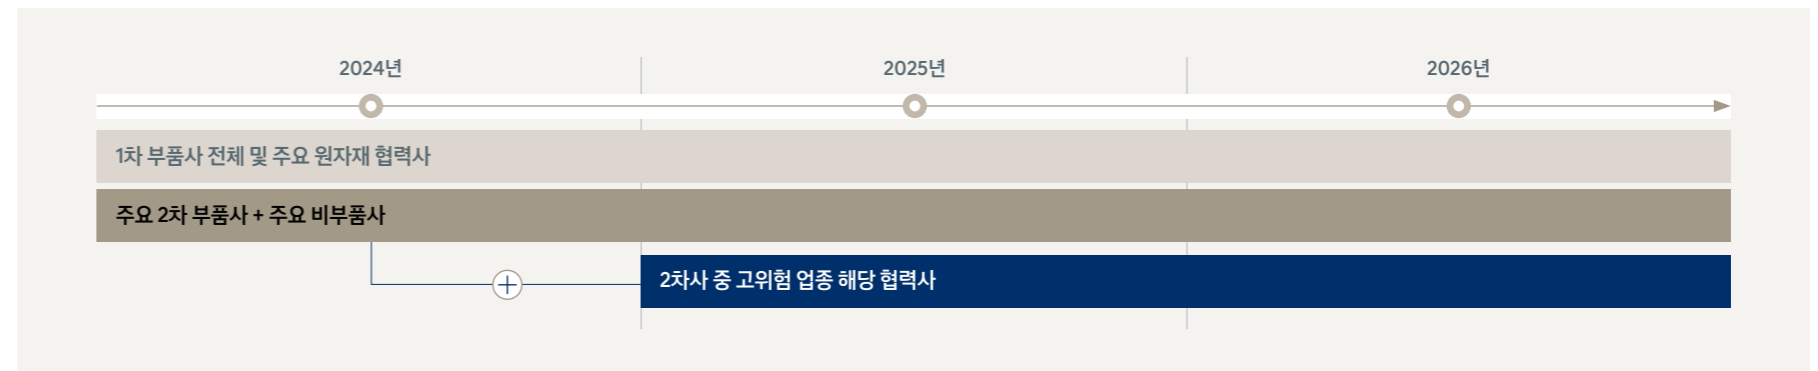 2024년
2025년
2026년
1차 부품사 전체 및 주요 원자재 협력사
주요 2차 부품사 + 주요 비부품사
2차사 중 고위험 업종 해당 협력사